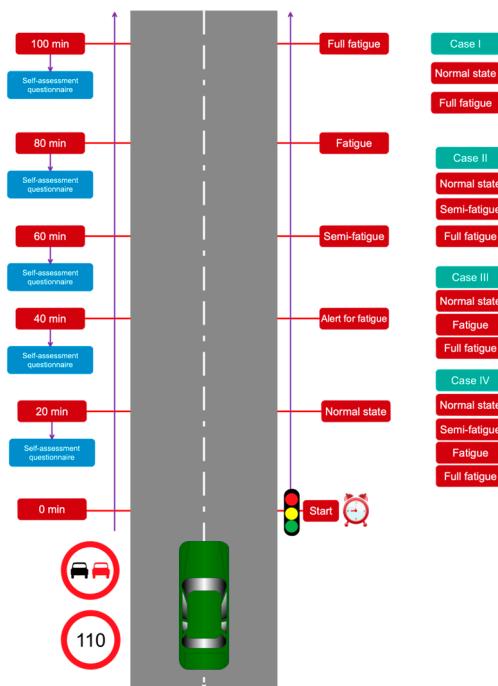 100 min
Full fatigue
Self-assessment
questionnaire
80 min
Fatigue
Self-assessment
questionnaire
60 min
Semi-fatigue
Self-assessment
questionnaire
40 min
Alert for fatigue
Self-assessment
questionnaire
20 min
Normal state
Self-assessment
questionnaire
0 min
Start
110
Case I
Normal state
Full fatigue
Case II
Normal state
Semi-fatigue
Full fatigue
Case III
Normal state
Fatigue
Full fatigue
Case IV
Normal state
Semi-fatigue
Fatigue
Full fatigue